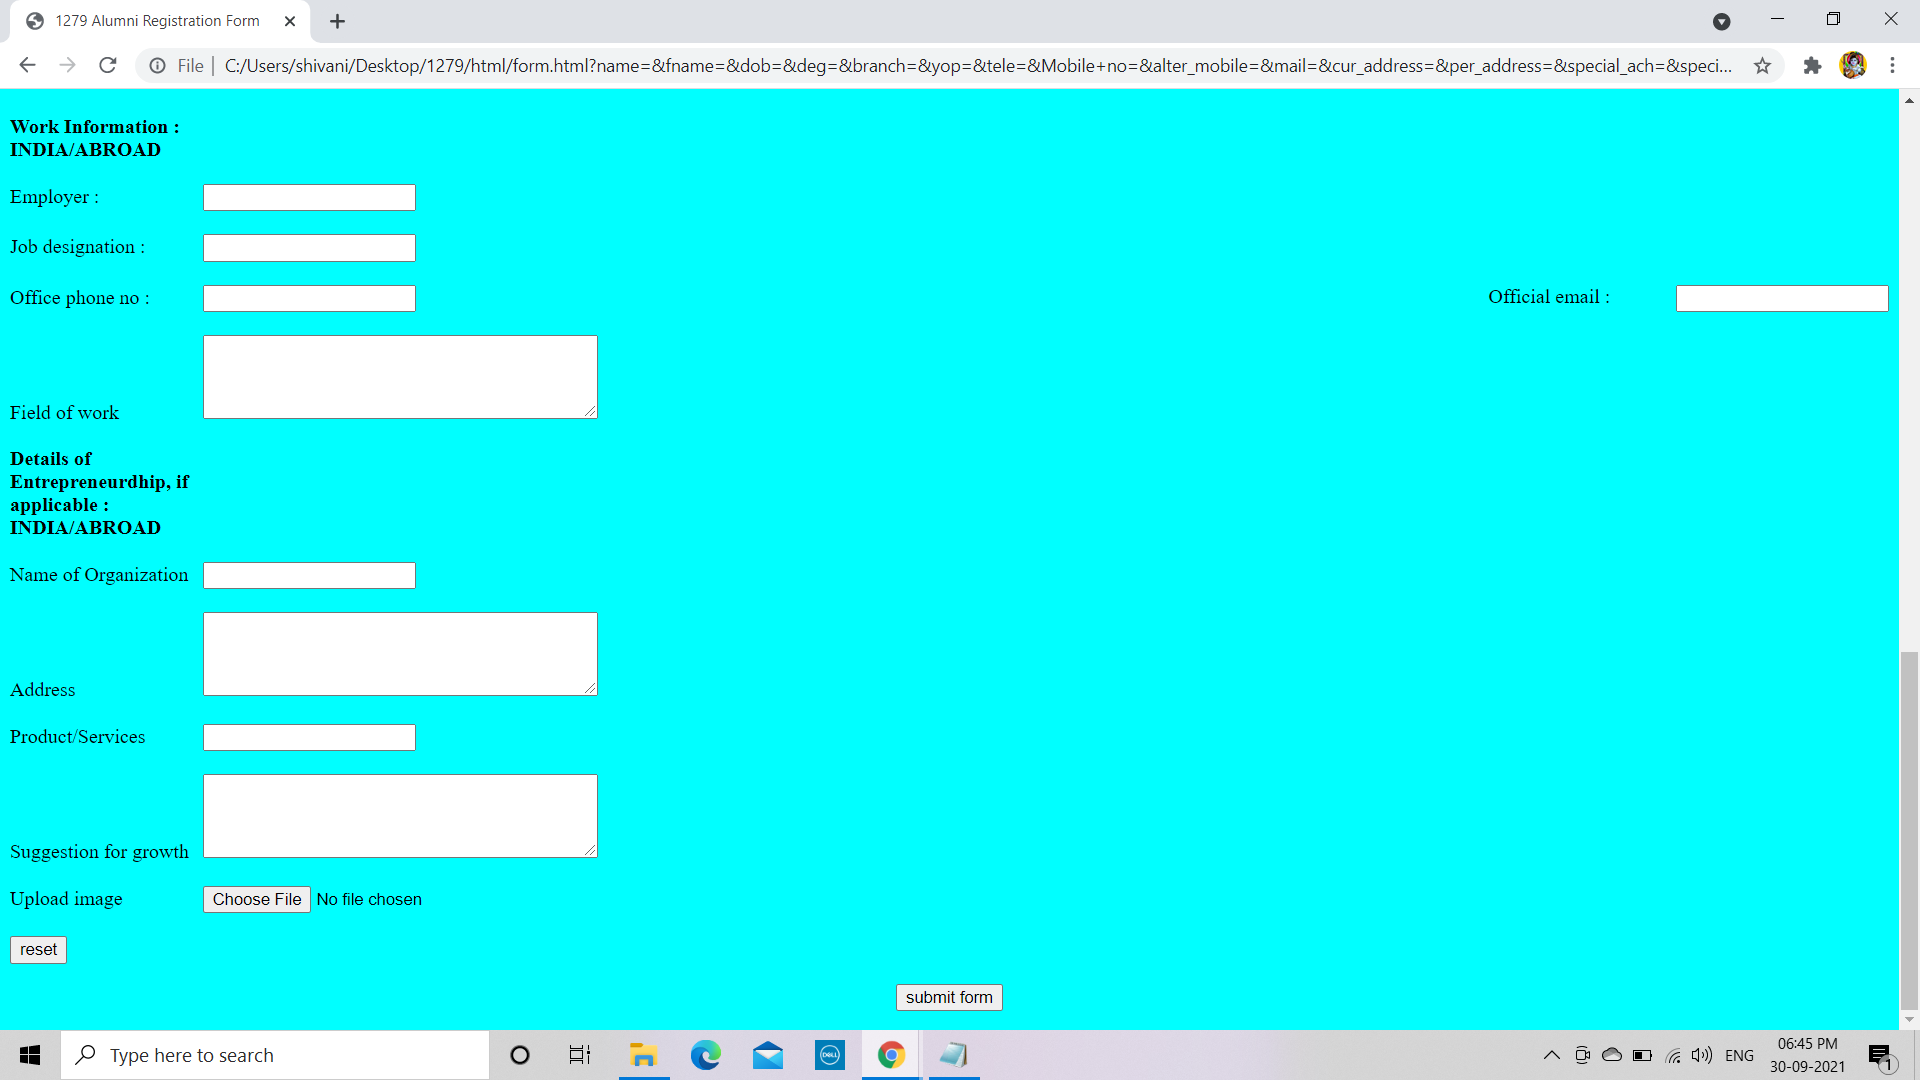 1279 Alumni Registration Form
File | C:/Users/shivani/Desktop/1279/html/form.html?name=&fname=&dob=&deg=&branch=&yop=&tele=&Mobile+no=&alter_mobile=&mail=&cur_address=&per_address=&special_ach=&speci...
Work Information :
INDIA/ABROAD
Employer :
Job designation :
Office phone no :
Official email :
Field of work
Details of
Entrepreneurdhip, if
applicable :
INDIA/ABROAD
Name of Organization
Address
Product/Services
Suggestion for growth
Upload image
Choose File No file chosen
reset
submit form
Type here to search
DELL
ENG
06:45 PM
30-09-2021
1